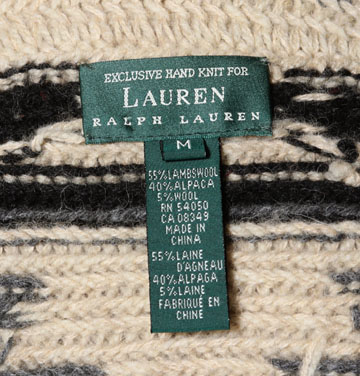 EXCLUSIVE HAND KNIT FOR
LAUREN
RALPH LAUREN
M
55% LAMBSWOOL
40% ALPACA
5% WOOL
RN 54050
CA 08349
MADE IN
CHINA
55% LAINE
D'AGNEAU
40% ALPAGA
5% LAINE
FABRIQUÉ EN
CHINE